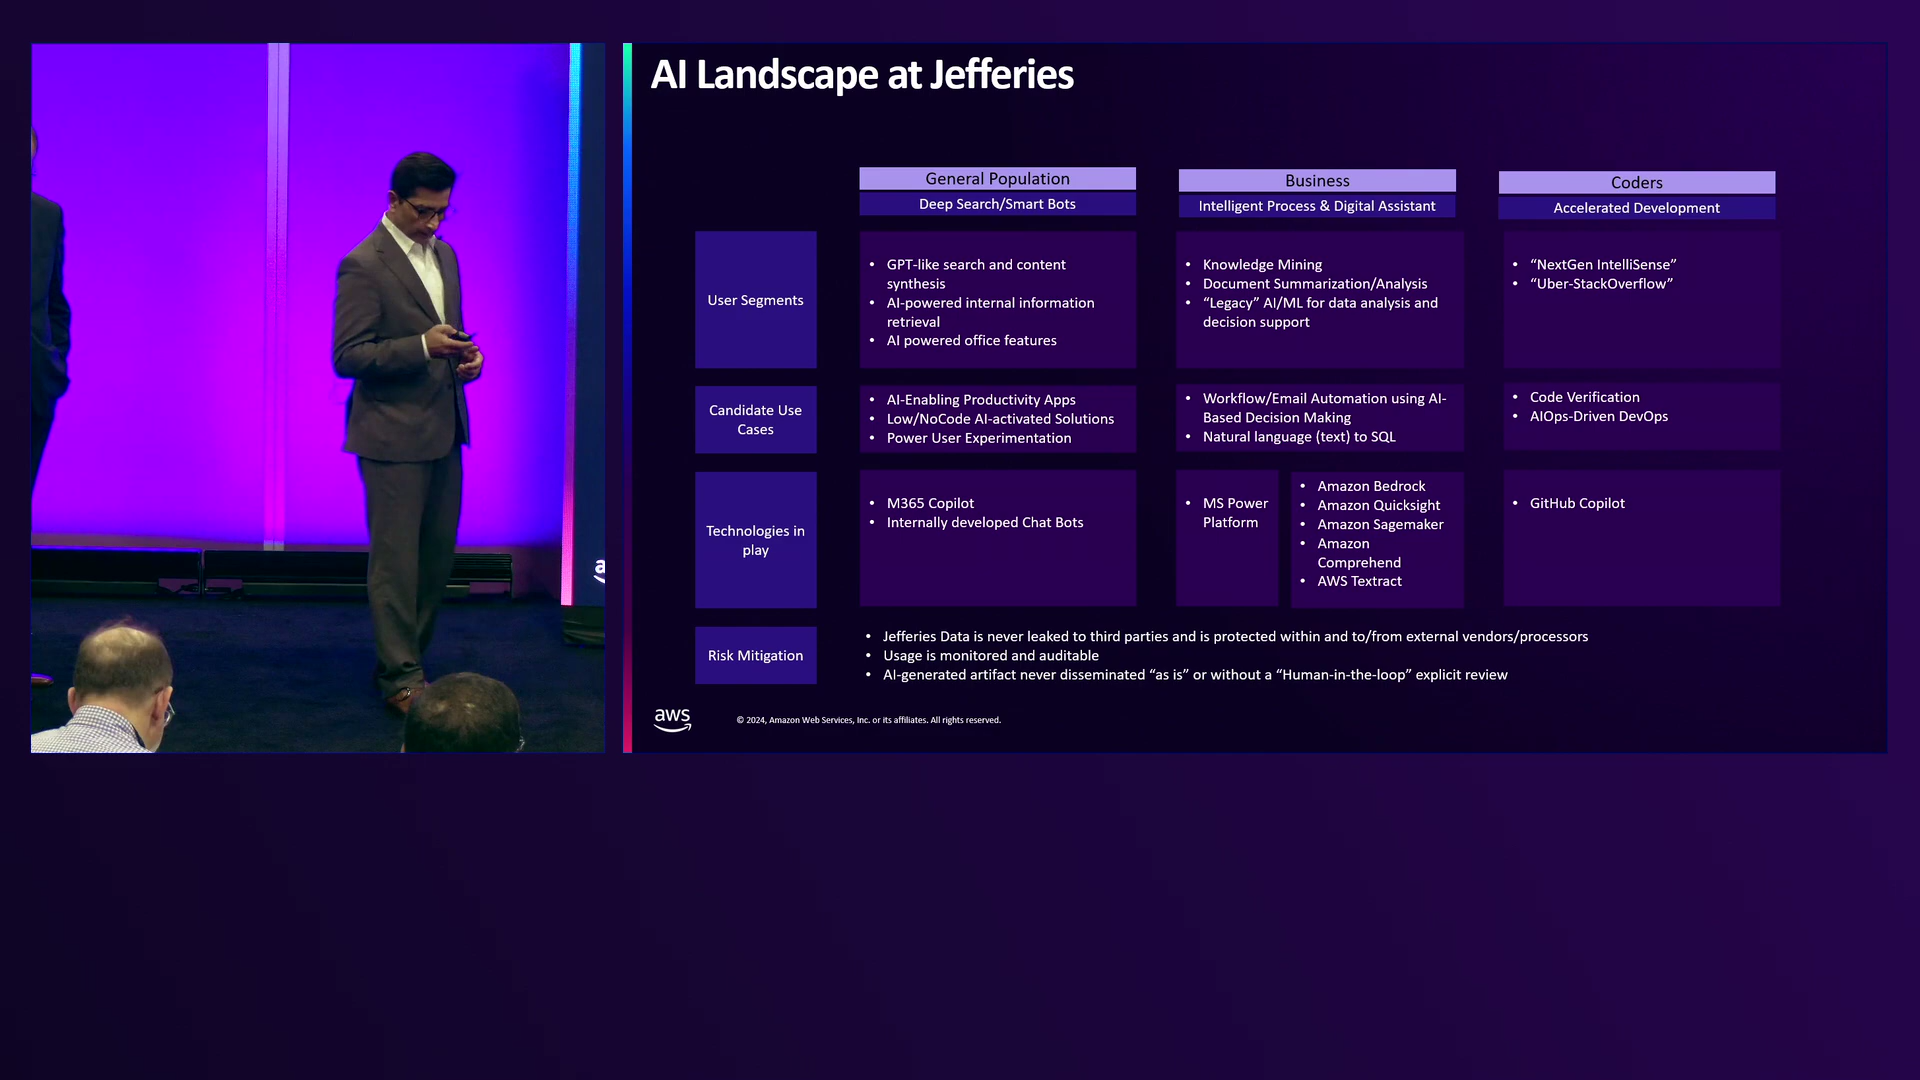 AI Landscape at Jefferies
General Population
Deep Search/Smart Bots
Business
Intelligent Process & Digital Assistant
Coders
Accelerated Development
User Segments
• GPT-like search and content
synthesis
• AI-powered internal information
retrieval
• AI powered office features
• Knowledge Mining
• Document Summarization/Analysis
• “Legacy” AI/ML for data analysis and
decision support
• “NextGen IntelliSense”
• “Uber-StackOverflow”
Candidate Use
Cases
• AI-Enabling Productivity Apps
• Low/NoCode AI-activated Solutions
• Power User Experimentation
• Workflow/Email Automation using AI-
Based Decision Making
• Natural language (text) to SQL
• Code Verification
• AIOps-Driven DevOps
Technologies in
play
• M365 Copilot
• Internally developed Chat Bots
• MS Power
Platform
• Amazon Bedrock
• Amazon Quicksight
• Amazon Sagemaker
• Amazon
Comprehend
• AWS Textract
• GitHub Copilot
Risk Mitigation
• Jefferies Data is never leaked to third parties and is protected within and to/from external vendors/processors
• Usage is monitored and auditable
• AI-generated artifact never disseminated “as is” or without a “Human-in-the-loop” explicit review
aws
© 2024, Amazon Web Services, Inc. or its affiliates. All rights reserved.